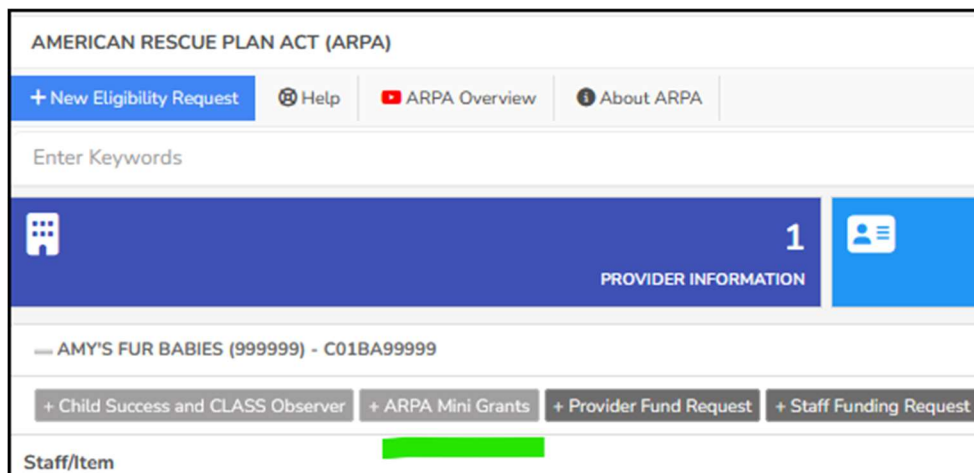 AMERICAN RESCUE PLAN ACT (ARPA)
+ New Eligibility Request Help ARPA Overview About ARPA
Enter Keywords
1
PROVIDER INFORMATION
AMY'S FUR BABIES (999999) - C01BA99999
+ Child Success and CLASS Observer + ARPA Mini Grants + Provider Fund Request + Staff Funding Request
Staff/Item